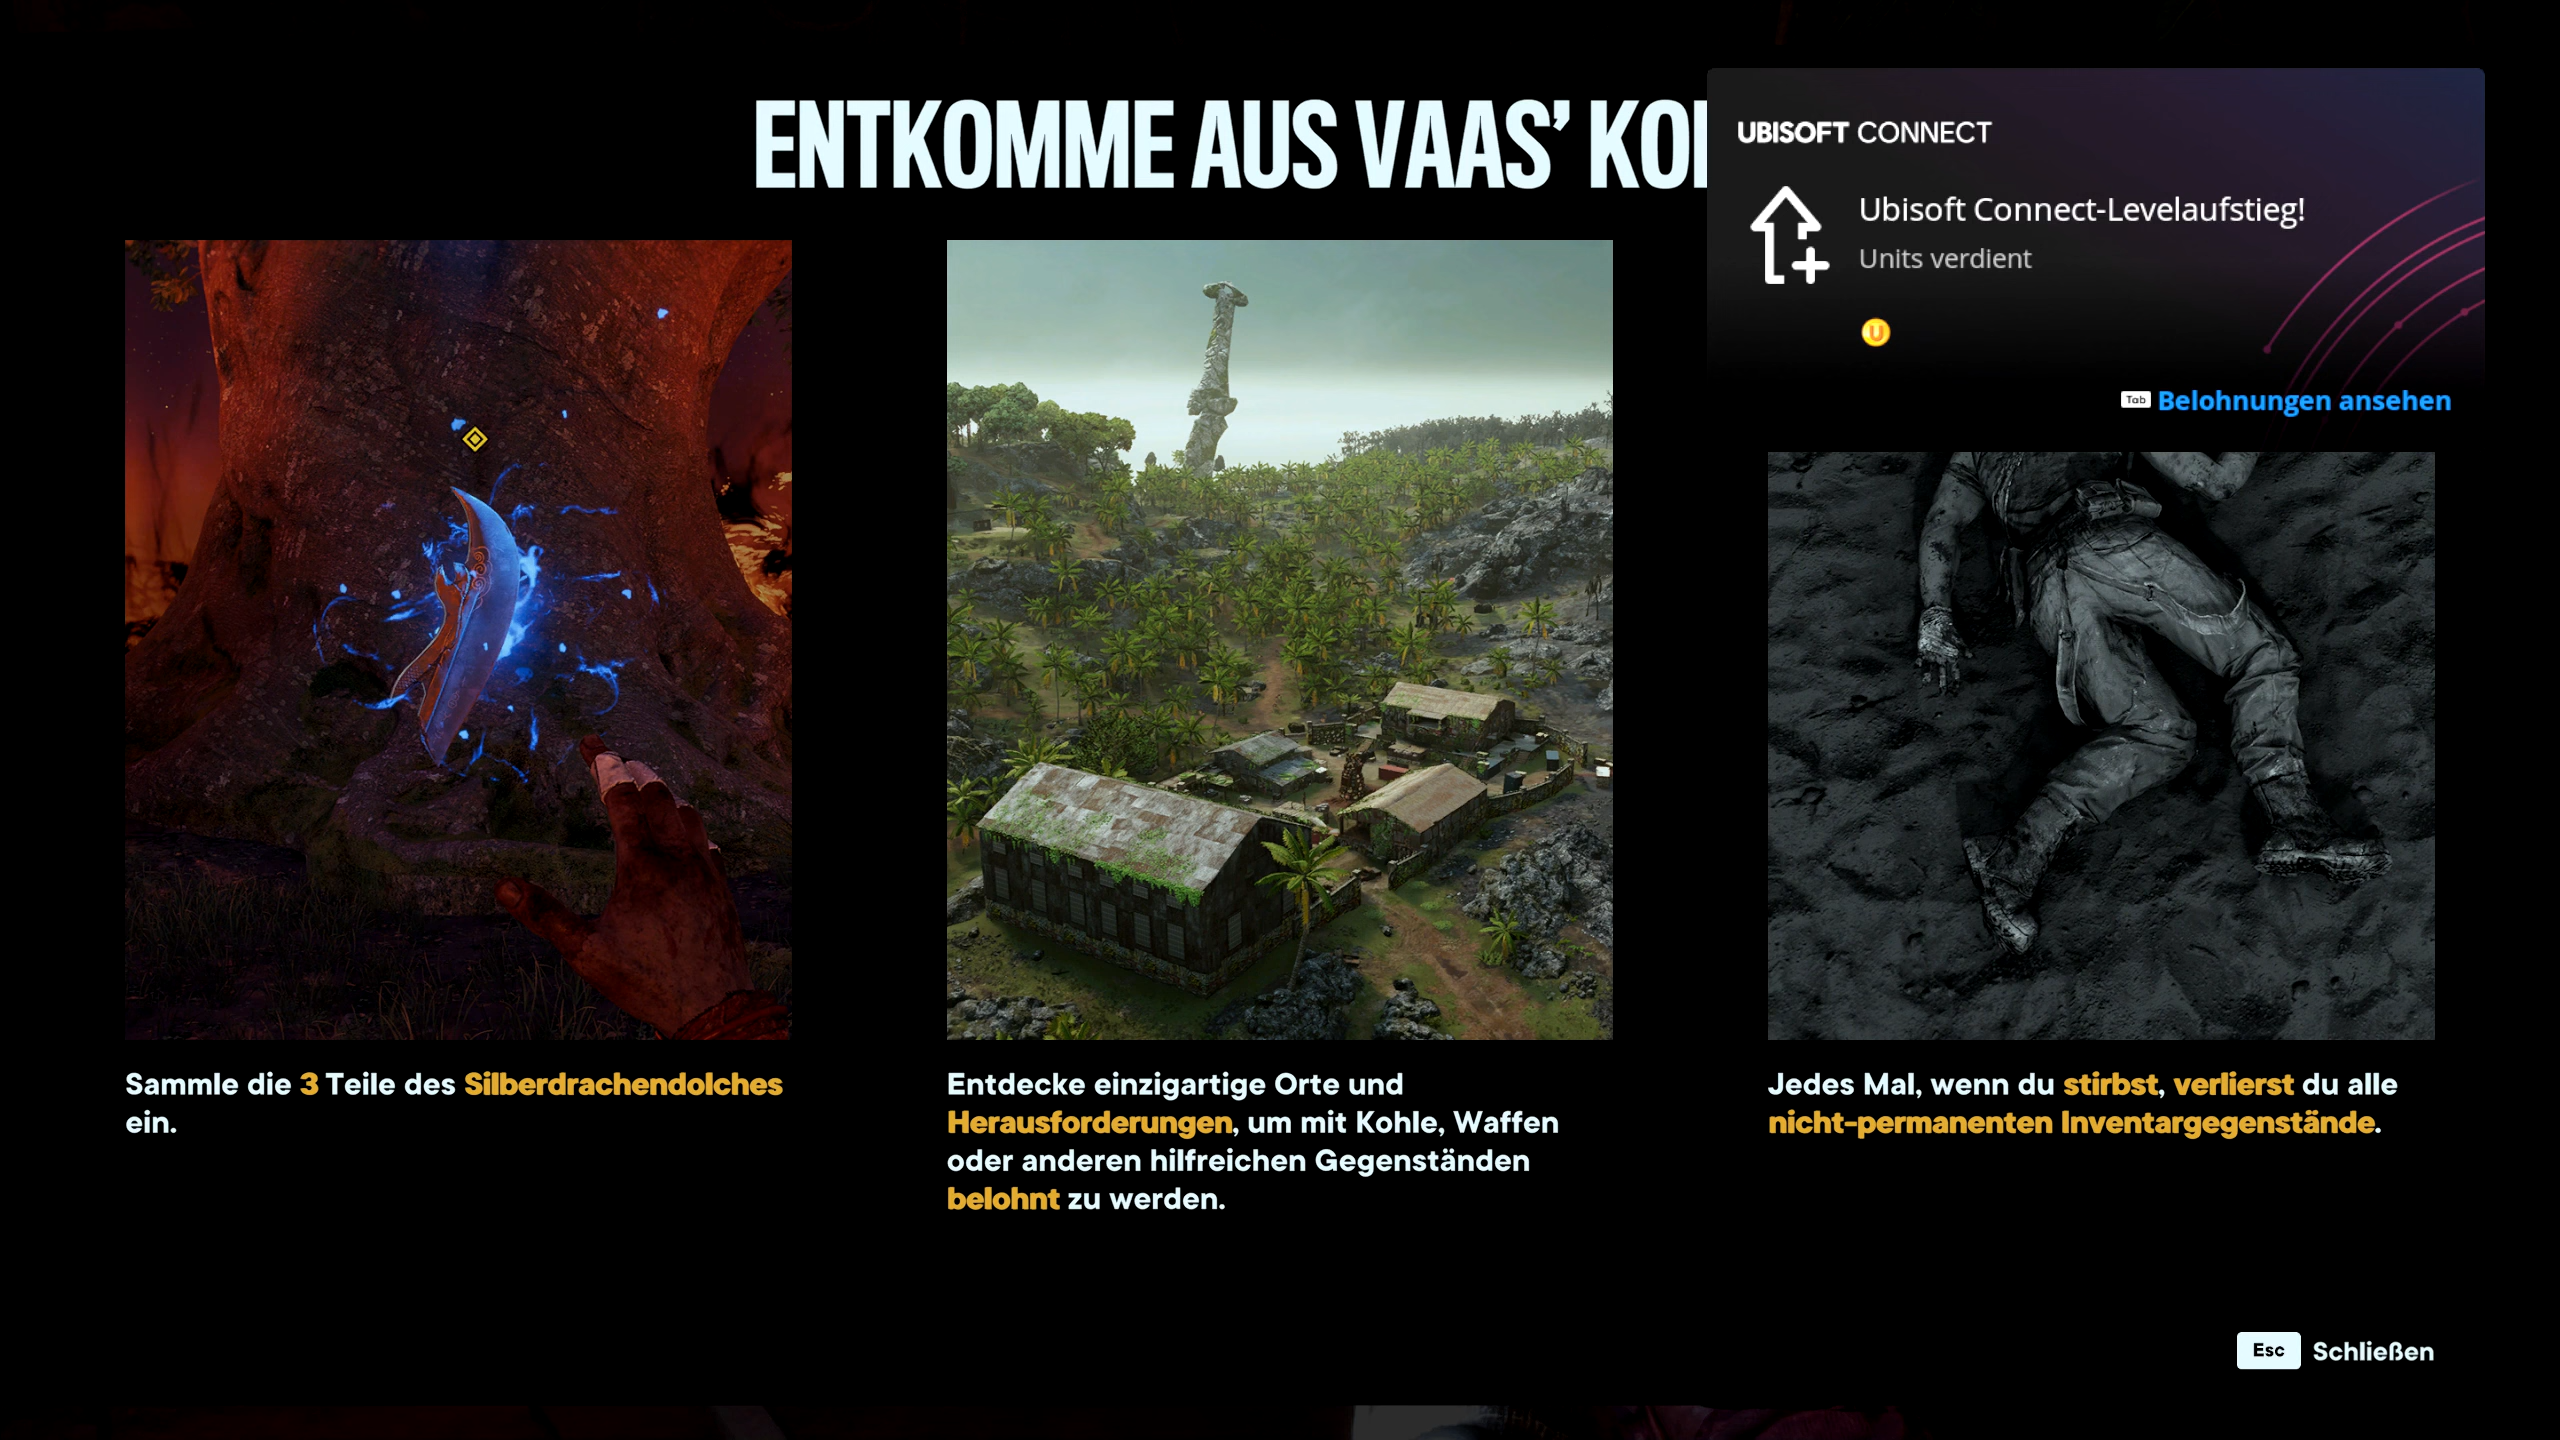 ENTKOMME AUS VAAS'
UBISOFT CONNECT
Ubisoft Connect-Levelaufstieg!
Units verdient
U
Tab Belohnungen ansehen
Sammle die 3 Teile des Silberdrachendolches
ein.
Entdecke einzigartige Orte und
Herausforderungen, um mit Kohle, Waffen
oder anderen hilfreichen Gegenständen
belohnt zu werden.
Jedes Mal, wenn du stirbst, verlierst du alle
nicht-permanenten Inventargegenstände.
Esc Schließen